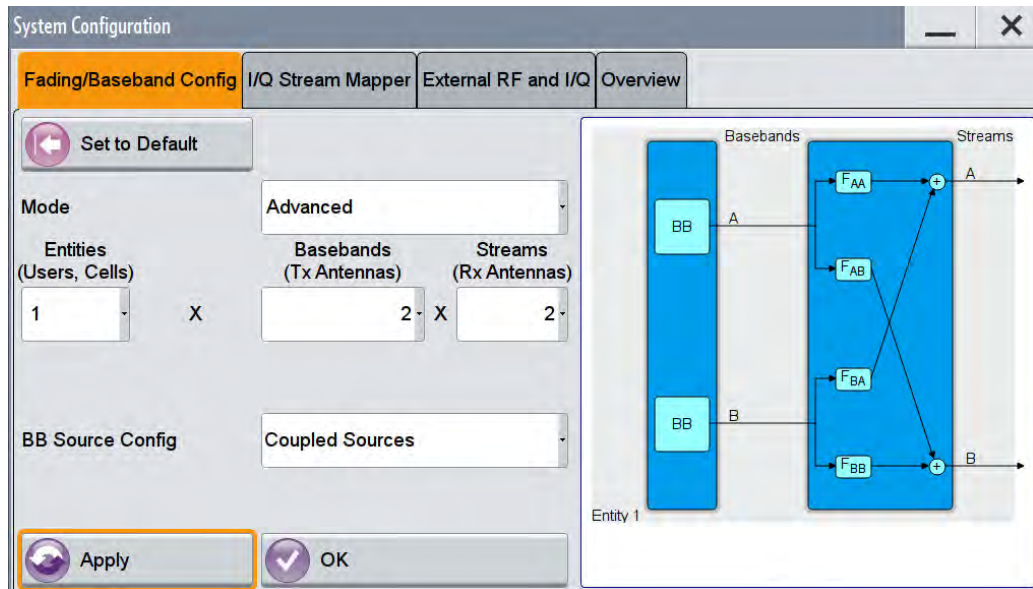 System Configuration
Fading/Baseband Config
I/Q Stream Mapper
External RF and I/Q
Overview
Set to Default
Mode
Advanced
Entities
(Users, Cells)
Basebands
(Tx Antennas)
Streams
(Rx Antennas)
1
X
2
X
2
BB Source Config
Coupled Sources
Apply
OK
Basebands
Streams
BB
A
FAA
A
FAB
FBA
BB
B
FBB
B
Entity 1